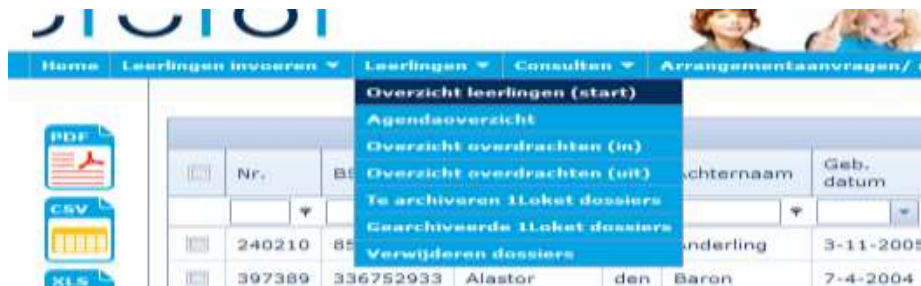 Home Leerlingen invoeren Leerlingen Consulten Arrangementaanvragen/
Overzicht leerlingen (start)
Agendaoverzicht
Overzicht overdrachten (in)
Overzicht overdrachten (uit)
Te archiveren 1Loket dossiers
Gearchiveerde 1Loket dossiers
Verwijderen dossiers
PDF
CSV
XLS
Nr. Geb. datum
240210 85 3-11-2005
397389 336752933 Alastor den Baron 7-4-2004